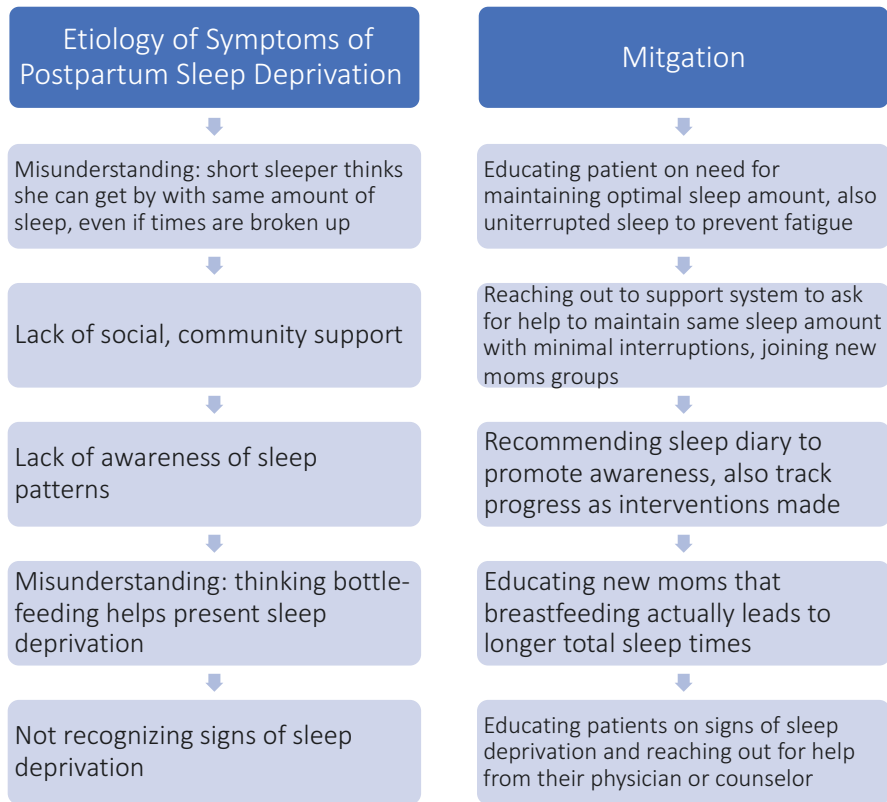 Etiology of Symptoms of
Postpartum Sleep Deprivation
Misunderstanding: short sleeper thinks
she can get by with same amount of
sleep, even if times are broken up
Lack of social, community support
Lack of awareness of sleep
patterns
Misunderstanding: thinking bottle-
feeding helps present sleep
deprivation
Not recognizing signs of sleep
deprivation
Mitgation
Educating patient on need for
maintaining optimal sleep amount, also
uniterrupted sleep to prevent fatigue
Reaching out to support system to ask
for help to maintain same sleep amount
with minimal interruptions, joining new
moms groups
Recommending sleep diary to
promote awareness, also track
progress as interventions made
Educating new moms that
breastfeeding actually leads to
longer total sleep times
Educating patients on signs of sleep
deprivation and reaching out for help
from their physician or counselor